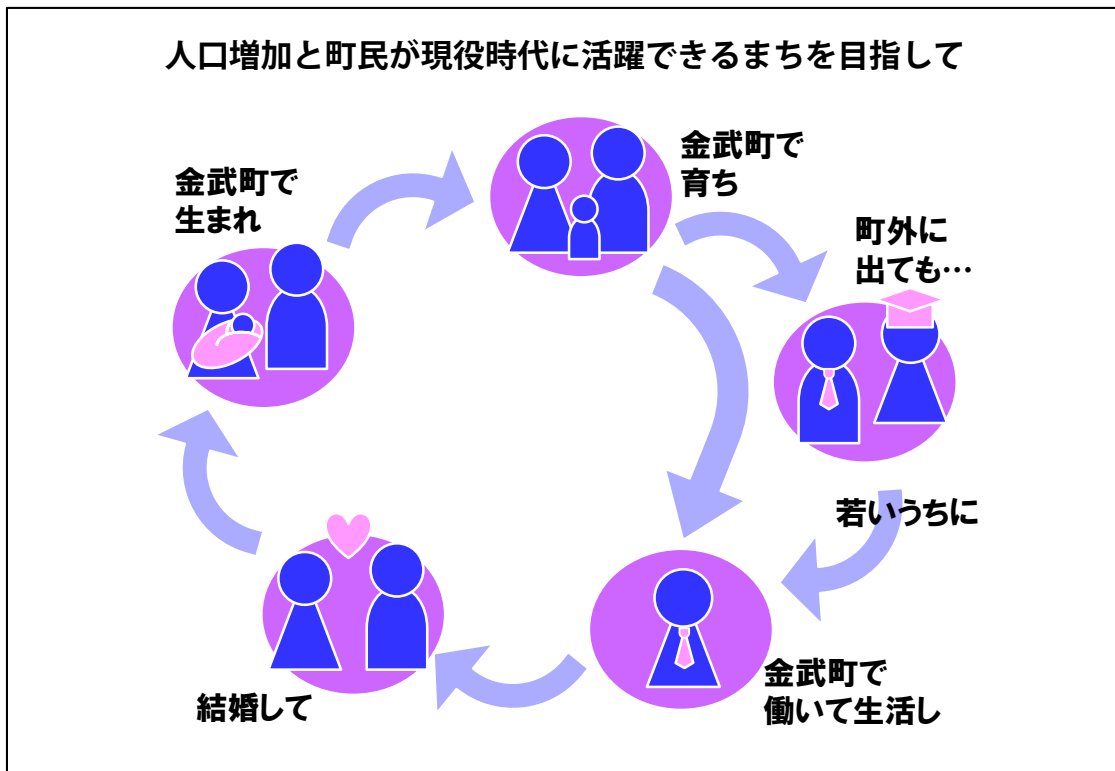 人口増加と町民が現役時代に活躍できるまちを目指して
金武町で
生まれ
金武町で
育ち
町外に
出ても…
若いうちに
金武町で
働いて生活し
結婚して